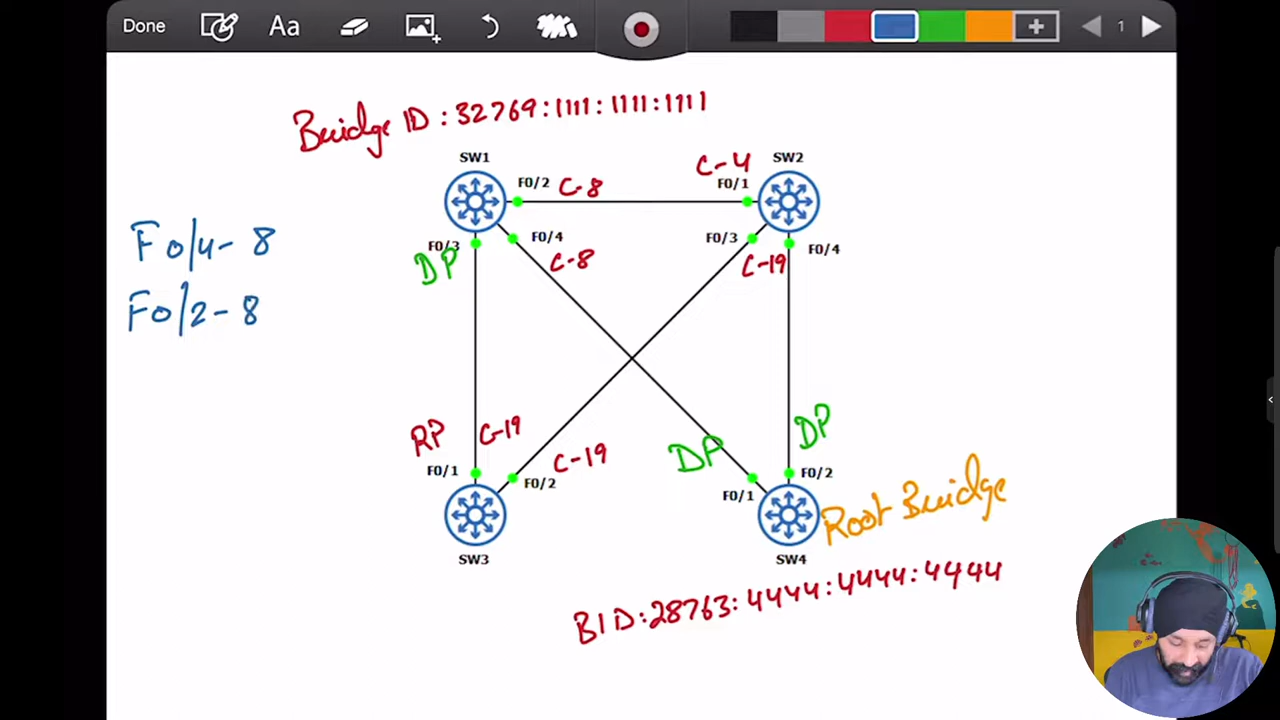 Done
Aa
1
Bridge ID : 32769:1111:1111:1111
SW1
SW2
F0/2
C-8
C-4
F0/1
F0/3
DP
F0/4
C-8
F0/3
C-19
F0/4
F0/4- 8
F0/2- 8
RP
C-19
F0/1
C-19
F0/2
DP
DP
F0/1
F0/2
SW3
SW4
Root Bridge
BID:28763:4444:4444:4444